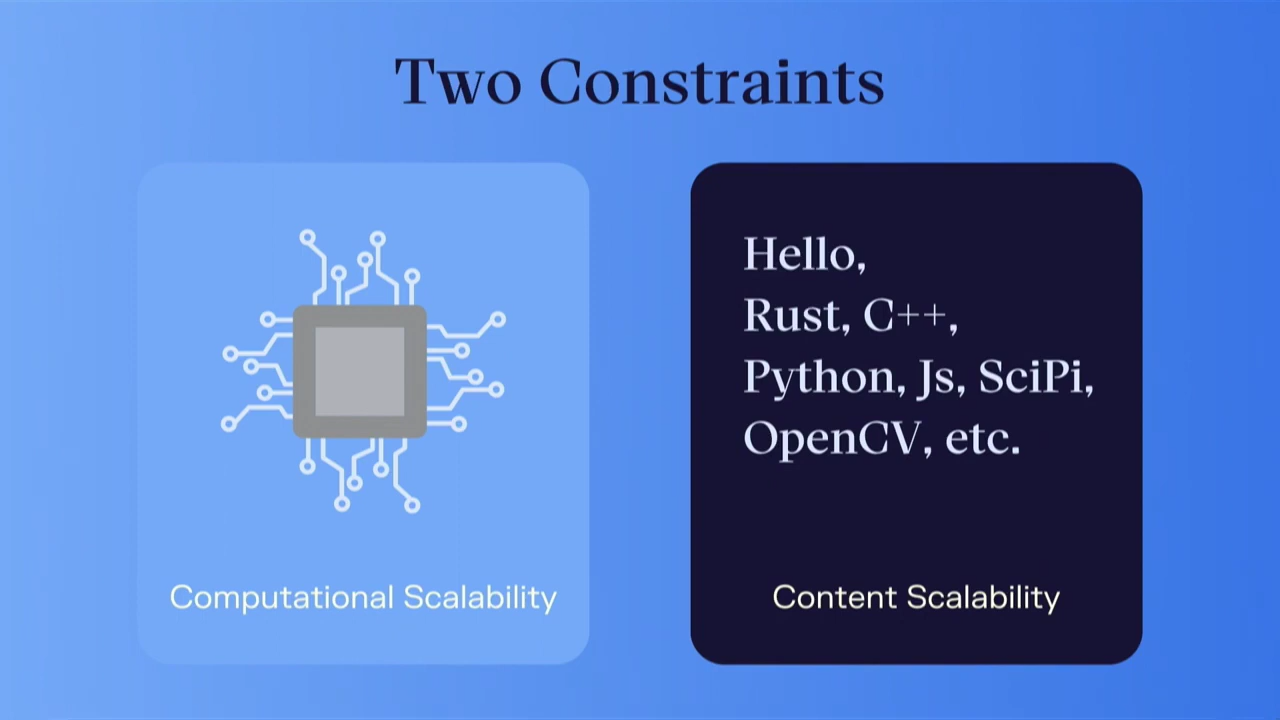 Two Constraints
Computational Scalability
Hello,
Rust, C++,
Python, Js, SciPi,
OpenCV, etc.
Content Scalability